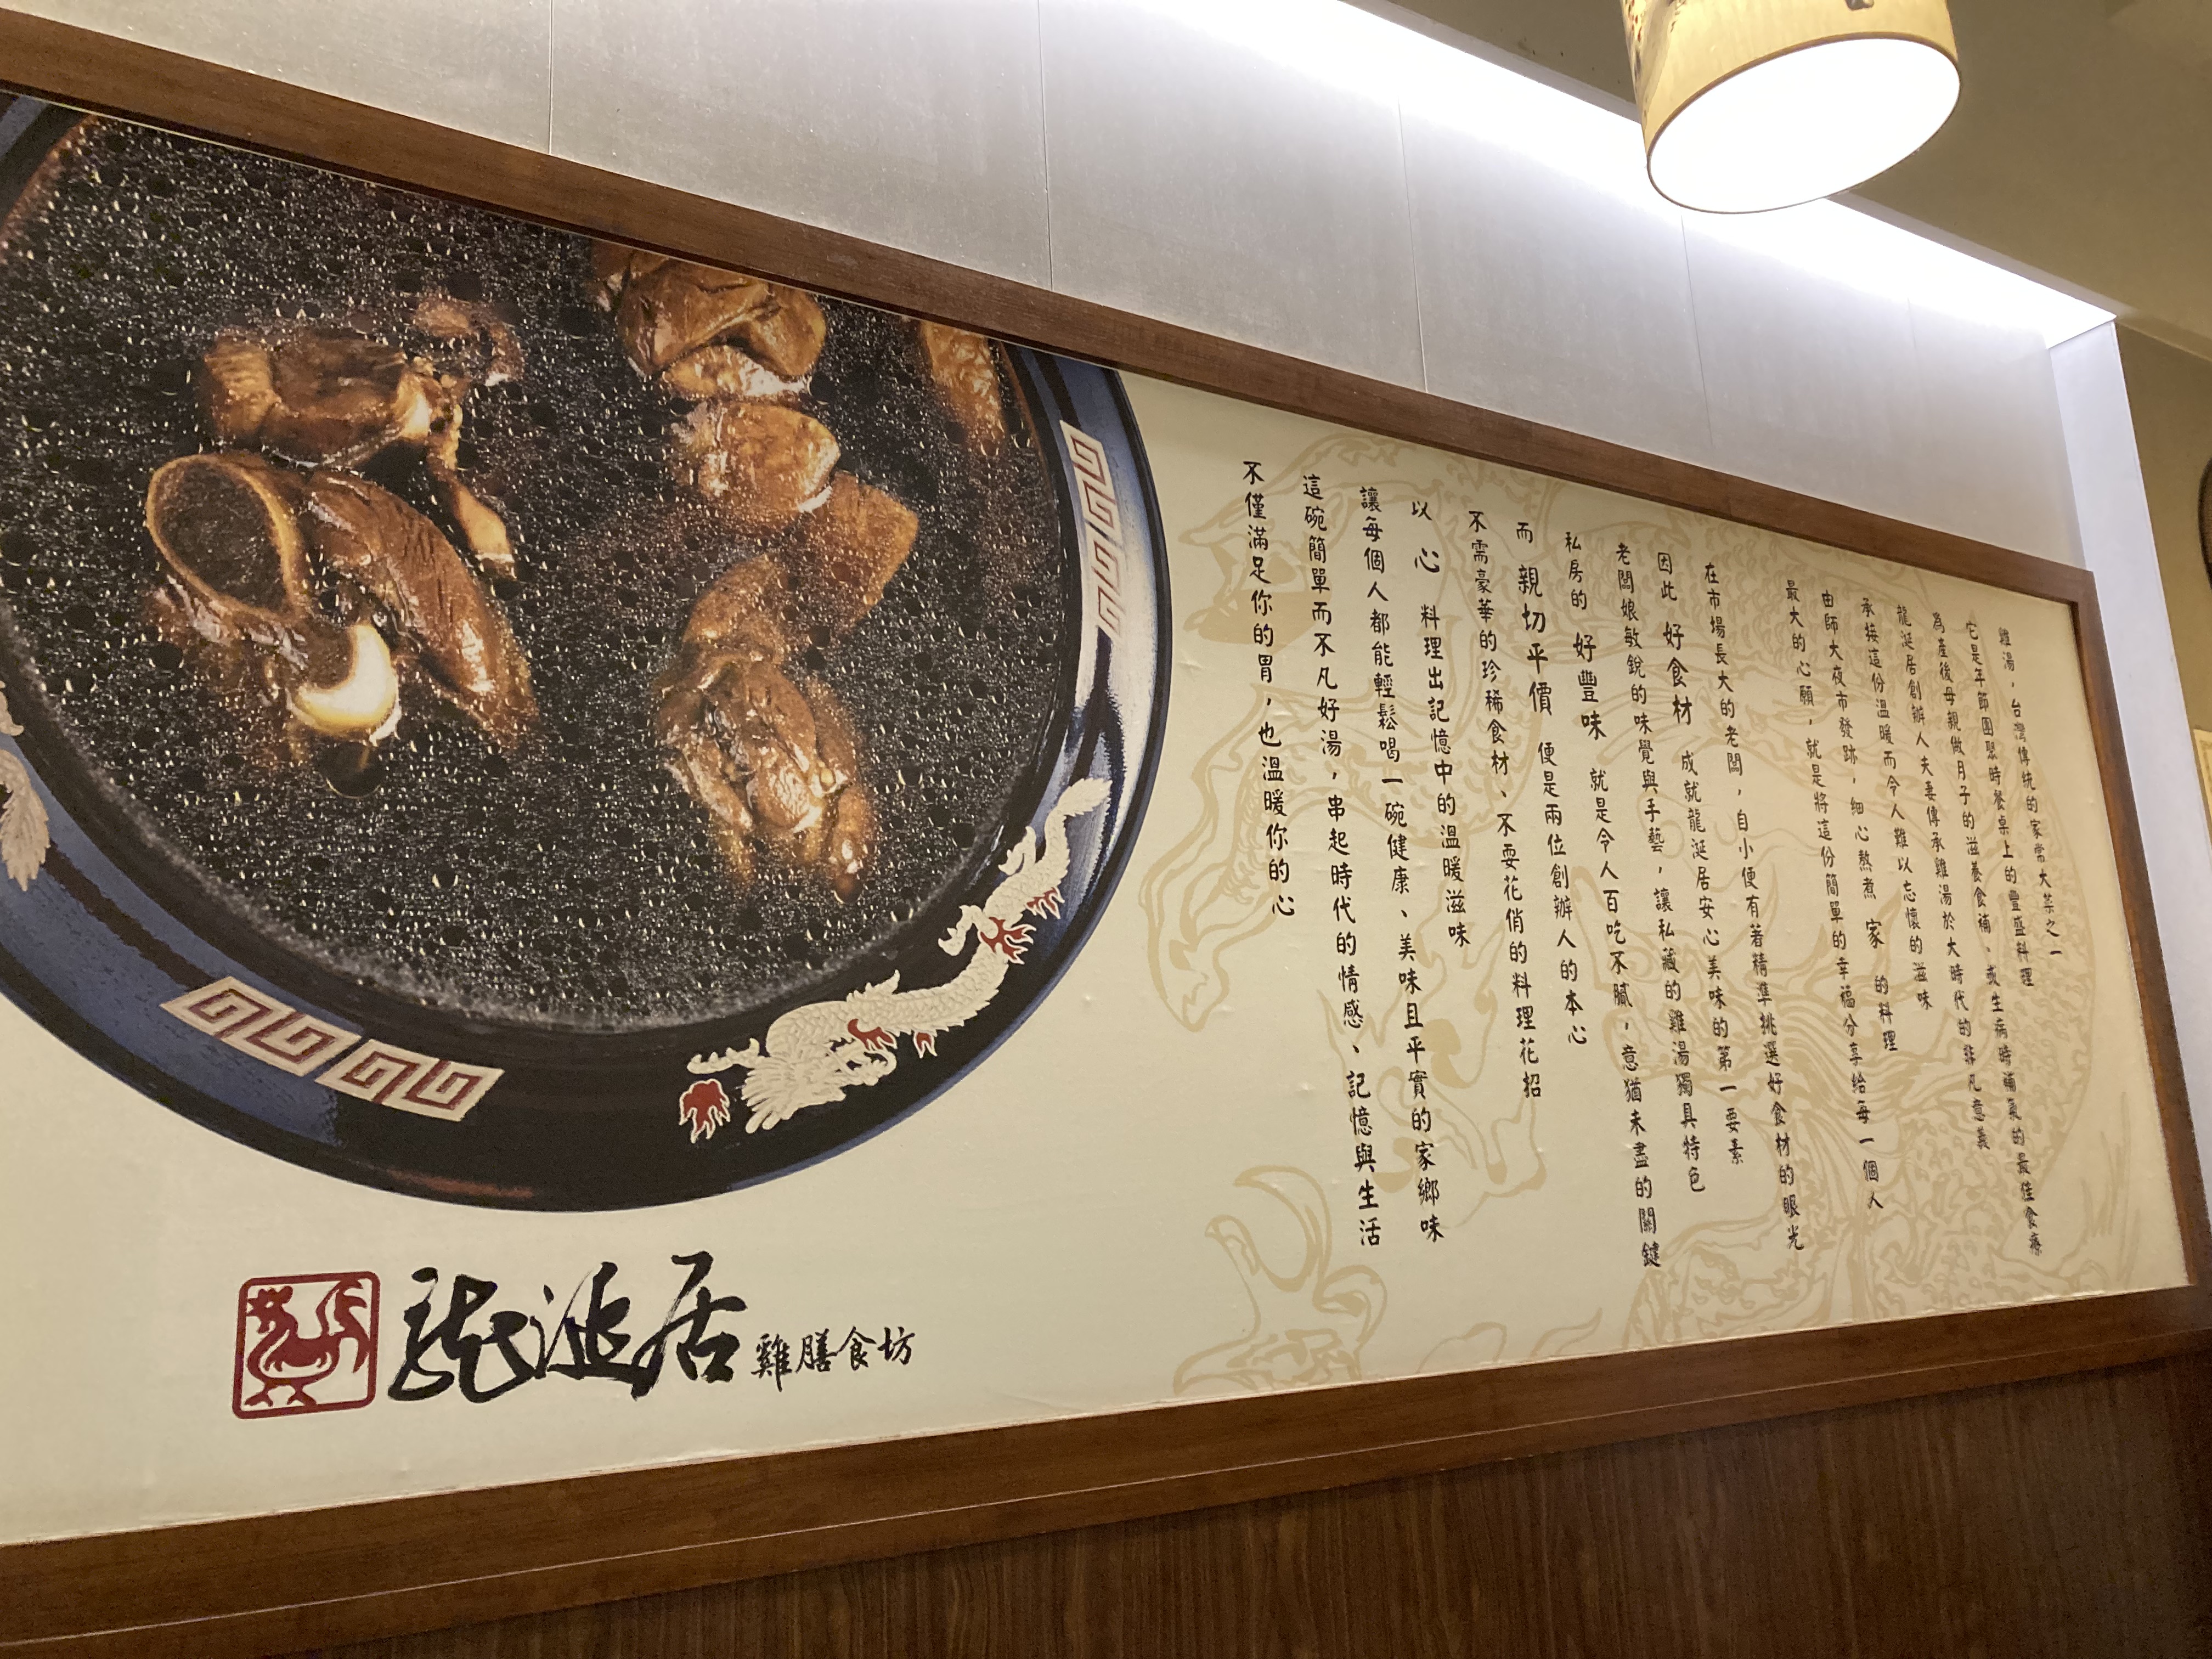 雞湯，台灣傳統的家常大菜之一
它是年節團聚時餐桌上的豐盛料理
為產後母親做月子的滋養食補、或生病時補氣的最佳食療
龍涎居創辦人夫妻傳承雞湯於大時代的非凡意義
承接這份溫暖而令人難以忘懷的滋味
由師大夜市發跡，細心熬煮 家 的料理
最大的心願，就是將這份簡單的幸福分享給每一個人
在市場長大的老闆，自小便有著精準挑選好食材的眼光
因此 好食材 成就龍涎居安心美味的第一要素
老闆娘敏銳的味覺與手藝，讓私藏的雞湯獨具特色
私房的 好豐味 就是令人百吃不膩，意猶未盡的關鍵
而 親切平價 便是兩位創辦人的本心
不需豪華的珍稀食材、不耍花俏的料理花招
以 心 料理出記憶中的溫暖滋味
讓每個人都能輕鬆喝一碗健康、美味且平實的家鄉味
這碗簡單而不凡好湯，串起時代的情感、記憶與生活
不僅滿足你的胃，也溫暖你的心
龍涎居 雞膳食坊